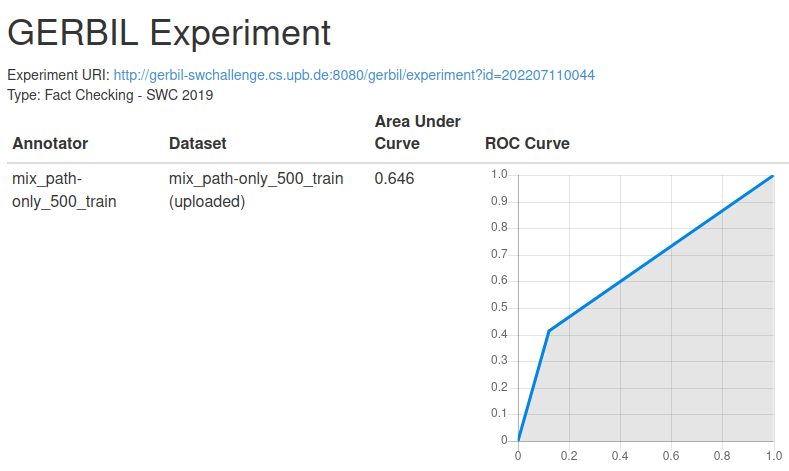 GERBIL Experiment
Experiment URI: http://gerbil-swchallenge.cs.upb.de:8080/gerbil/experiment?id=202207110044
Type: Fact Checking - SWC 2019
Annotator Dataset Area Under Curve ROC Curve
mix_path-only_500_train mix_path-only_500_train (uploaded) 0.646
1.0
0.9
0.8
0.7
0.6
0.5
0.4
0.3
0.2
0.1
0
0 0.2 0.4 0.6 0.8 1.0